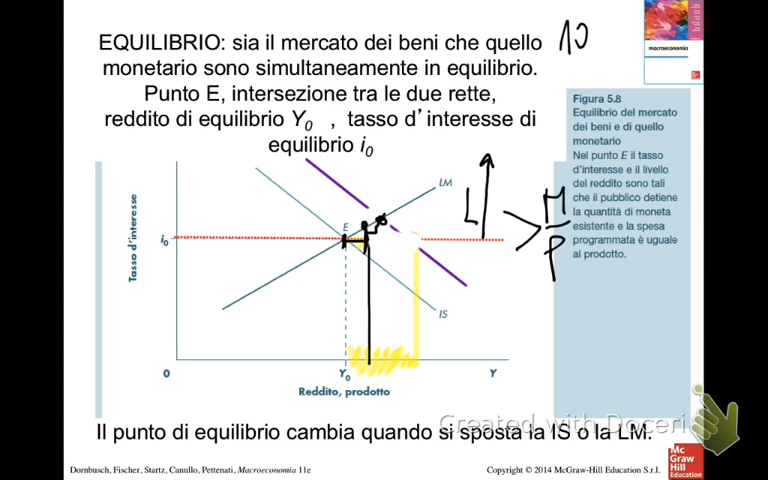 EQUILIBRIO: sia il mercato dei beni che quello
monetario sono simultaneamente in equilibrio.
Punto E, intersezione tra le due rette,
reddito di equilibrio Y0 , tasso d'interesse di
equilibrio i0
10
macroeconomia
Figura 5.8
Equilibrio del mercato
dei beni e di quello
monetario
Nel punto E il tasso
d'interesse e il livello
del reddito sono tali
che il pubblico detiene
la quantità di moneta
esistente e la spesa
programmata è uguale
al prodotto.
Tasso d'interesse
i0
E
LM
IS
L > M
P
0
Y0
Y
Reddito, prodotto
Created with Doceri
Il punto di equilibrio cambia quando si sposta la IS o la LM.
Mc
Graw
Hill
Education
Dornbusch, Fischer, Startz, Canullo, Pettenati, Macroeconomia 11e
Copyright © 2014 McGraw-Hill Education S.r.l.